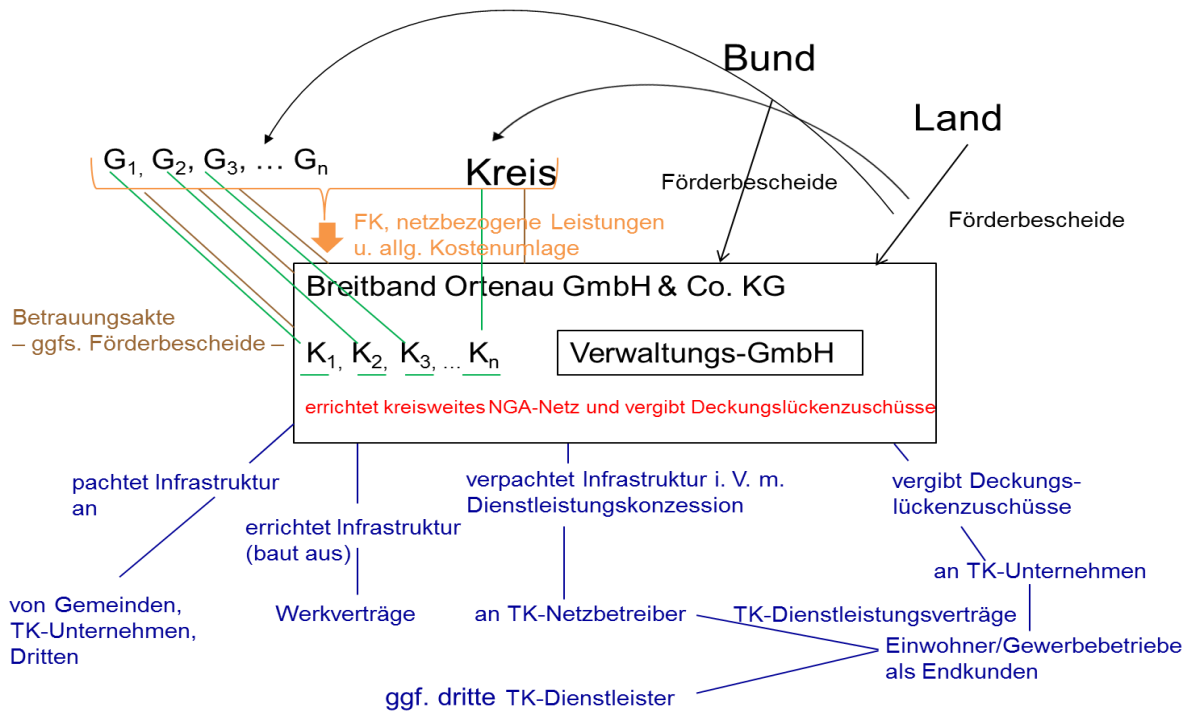 Bund
Land
G1, G2, G3, … Gn
Kreis
Förderbescheide
Förderbescheide
FK, netzbezogene Leistungen
u. allg. Kostenumlage
Breitband Ortenau GmbH & Co. KG
Betrauungsakte
– ggfs. Förderbescheide –
K1, K2, K3, ... Kn
Verwaltungs-GmbH
errichtet kreisweites NGA-Netz und vergibt Deckungslückenzuschüsse
pachtet Infrastruktur
an
errichtet Infrastruktur
(baut aus)
verpachtet Infrastruktur i. V. m.
Dienstleistungskonzession
vergibt Deckungs-
lückenzuschüsse
von Gemeinden,
TK-Unternehmen,
Dritten
Werkverträge
an TK-Netzbetreiber
TK-Dienstleistungsverträge
an TK-Unternehmen
Einwohner/Gewerbebetriebe
als Endkunden
ggf. dritte TK-Dienstleister